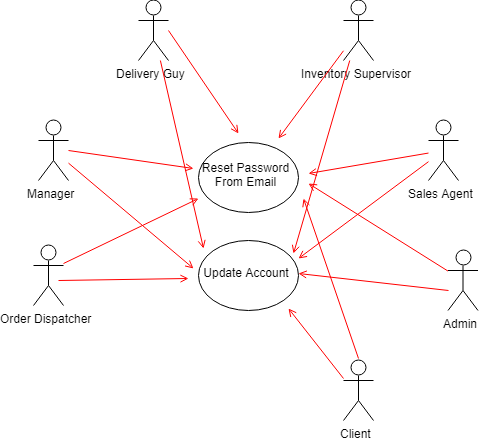 Delivery Guy
Inventory Supervisor
Reset Password
From Email
Manager
Sales Agent
Update Account
Order Dispatcher
Admin
Client